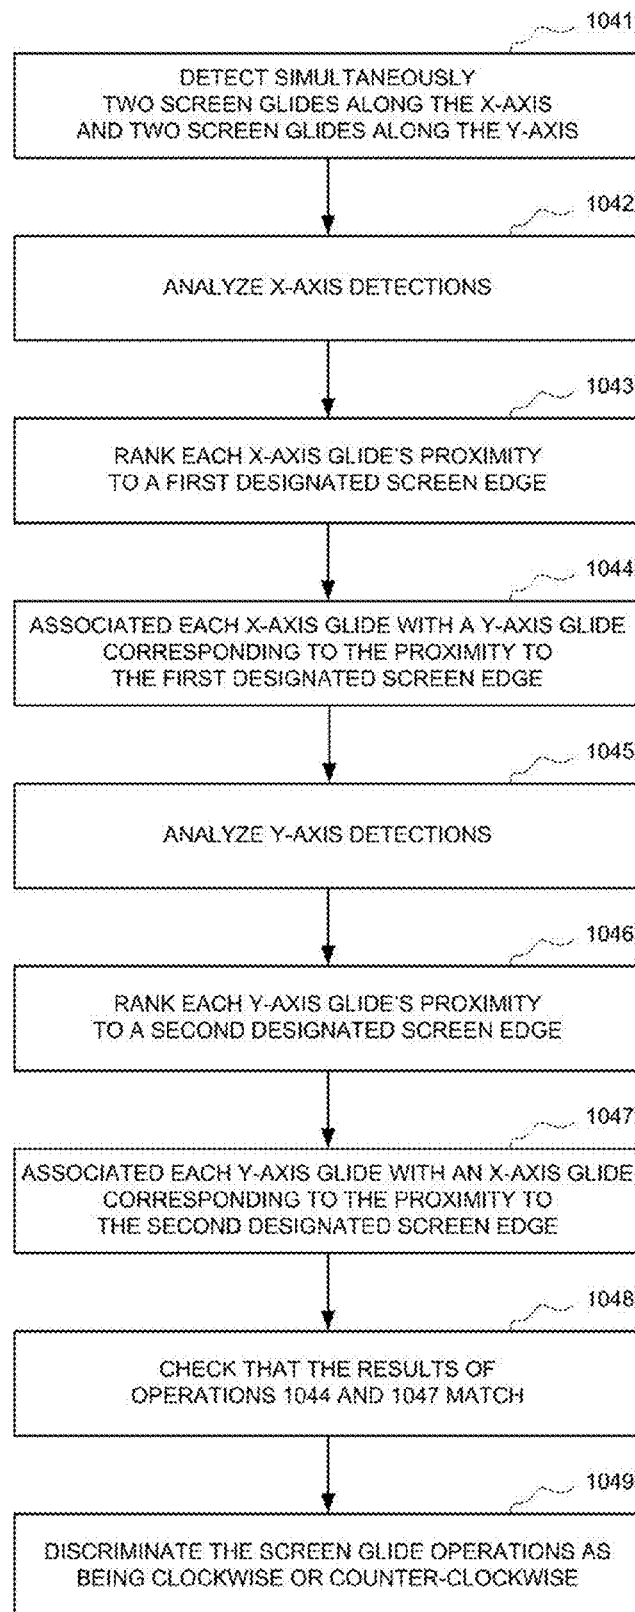 1041
DETECT SIMULTANEOUSLY
TWO SCREEN GLIDES ALONG THE X-AXIS
AND TWO SCREEN GLIDES ALONG THE Y-AXIS
1042
ANALYZE X-AXIS DETECTIONS
1043
RANK EACH X-AXIS GLIDE'S PROXIMITY
TO A FIRST DESIGNATED SCREEN EDGE
1044
ASSOCIATED EACH X-AXIS GLIDE WITH A Y-AXIS GLIDE
CORRESPONDING TO THE PROXIMITY TO
THE FIRST DESIGNATED SCREEN EDGE
1045
ANALYZE Y-AXIS DETECTIONS
1046
RANK EACH Y-AXIS GLIDE'S PROXIMITY
TO A SECOND DESIGNATED SCREEN EDGE
1047
ASSOCIATED EACH Y-AXIS GLIDE WITH AN X-AXIS GLIDE
CORRESPONDING TO THE PROXIMITY TO
THE SECOND DESIGNATED SCREEN EDGE
1048
CHECK THAT THE RESULTS OF
OPERATIONS 1044 AND 1047 MATCH
1049
DISCRIMINATE THE SCREEN GLIDE OPERATIONS AS
BEING CLOCKWISE OR COUNTER-CLOCKWISE